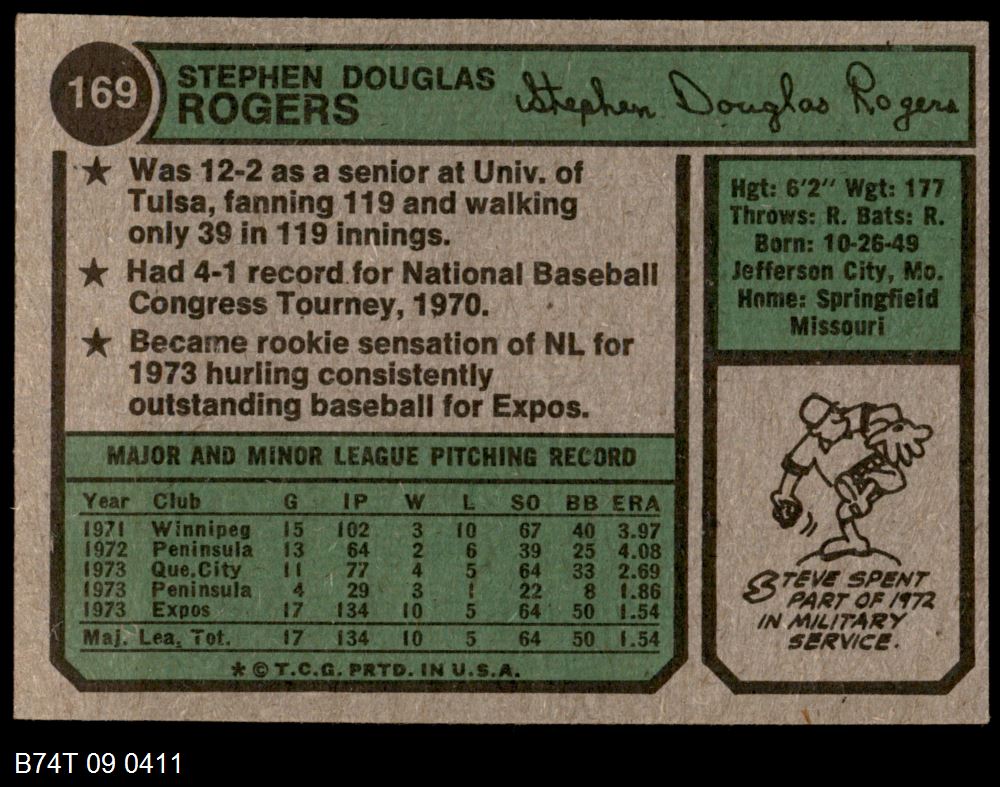 169
STEPHEN DOUGLAS
ROGERS
Stephen Douglas Rogers
★ Was 12-2 as a senior at Univ. of
Tulsa, fanning 119 and walking
only 39 in 119 innings.
★ Had 4-1 record for National Baseball
Congress Tourney, 1970.
★ Became rookie sensation of NL for
1973 hurling consistently
outstanding baseball for Expos.
Hgt: 6'2" Wgt: 177
Throws: R. Bats: R.
Born: 10-26-49
Jefferson City, Mo.
Home: Springfield
Missouri
MAJOR AND MINOR LEAGUE PITCHING RECORD
Year Club G IP W L SO BB ERA
1971 Winnipeg 15 102 3 10 67 40 3.97
1972 Peninsula 13 64 2 6 39 25 4.08
1973 Que.City 11 77 4 5 64 33 2.69
1973 Peninsula 4 29 3 1 22 8 1.86
1973 Expos 17 134 10 5 64 50 1.54
Maj. Lea. Tot. 17 134 10 5 64 50 1.54
* © T.C.G. PRTD. IN U.S.A.
STEVE SPENT
PART OF 1972
IN MILITARY
SERVICE.
B74T 09 0411